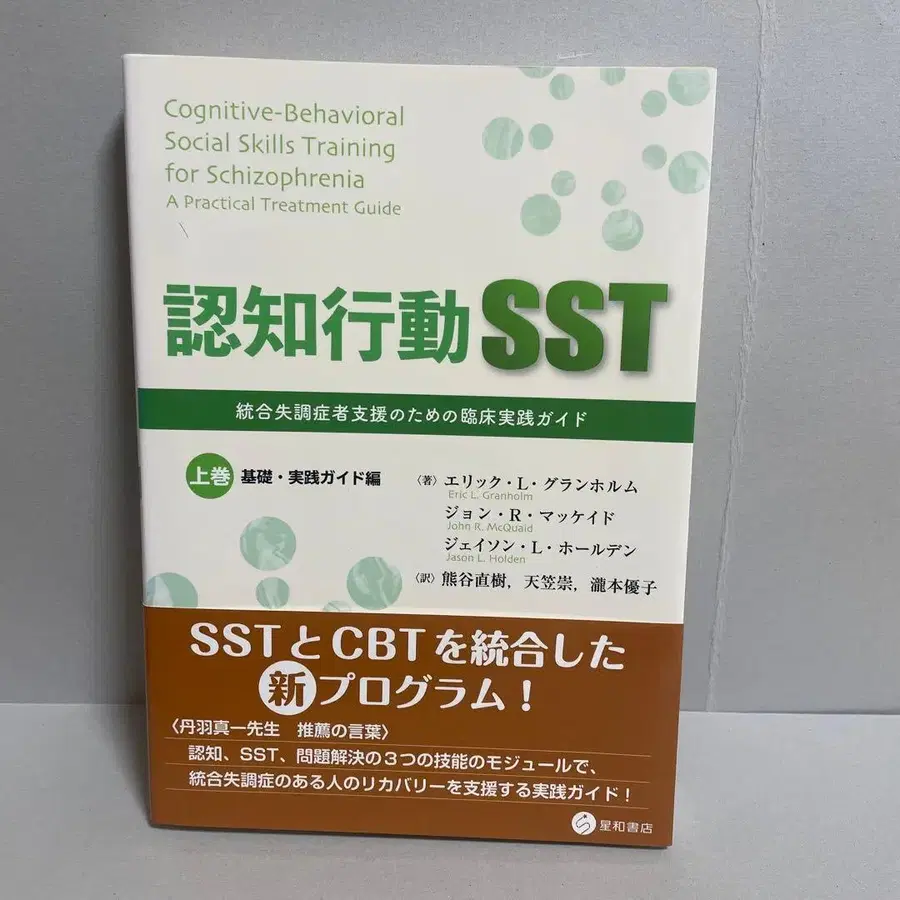 Cognitive-Behavioral
Social Skills Training
for Schizophrenia
A Practical Treatment Guide
認知行動SST
統合失調症者支援のための臨床実践ガイド
上巻 基礎・実践ガイド編
〈著〉エリック・L・グランホルム
Eric L. Granholm
ジョン・R・マッケイド
John R. McQuaid
ジェイソン・L・ホールデン
Jason L. Holden
〈訳〉熊谷直樹，天笠崇，瀧本優子
SSTとCBTを統合した
新プログラム！
〈丹羽真一先生 推薦の言葉〉
認知、SST、問題解決の3つの技能のモジュールで、
統合失調症のある人のリカバリーを支援する実践ガイド！
星和書店